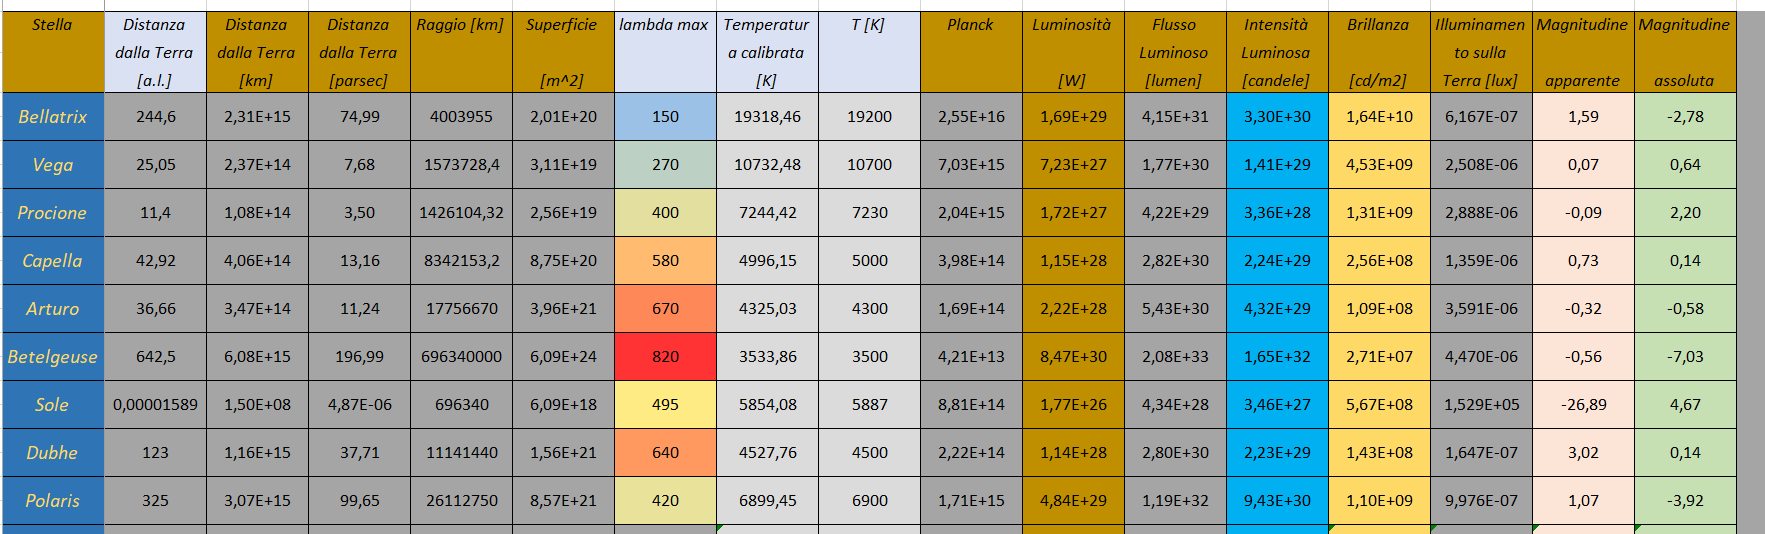 Stella Distanza dalla Terra [a.l.] Distanza dalla Terra [km] Distanza dalla Terra [parsec] Raggio [km] Superficie [m^2] lambda max Temperatura calibrata [K] T [K] Planck Luminosità [W] Flusso Luminoso [lumen] Intensità Luminosa [candele] Brillanza [cd/m2] Illuminamento sulla Terra [lux] Magnitudine apparente Magnitudine assoluta
Bellatrix 244,6 2,31E+15 74,99 4003955 2,01E+20 150 19318,46 19200 2,55E+16 1,69E+29 4,15E+31 3,30E+30 1,64E+10 6,167E-07 1,59 -2,78
Vega 25,05 2,37E+14 7,68 1573728,4 3,11E+19 270 10732,48 10700 7,03E+15 7,23E+27 1,77E+30 1,41E+29 4,53E+09 2,508E-06 0,07 0,64
Procione 11,4 1,08E+14 3,50 1426104,32 2,56E+19 400 7244,42 7230 2,04E+15 1,72E+27 4,22E+29 3,36E+28 1,31E+09 2,888E-06 -0,09 2,20
Capella 42,92 4,06E+14 13,16 8342153,2 8,75E+20 580 4996,15 5000 3,98E+14 1,15E+28 2,82E+30 2,24E+29 2,56E+08 1,359E-06 0,73 0,14
Arturo 36,66 3,47E+14 11,24 17756670 3,96E+21 670 4325,03 4300 1,69E+14 2,22E+28 5,43E+30 4,32E+29 1,09E+08 3,591E-06 -0,32 -0,58
Betelgeuse 642,5 6,08E+15 196,99 696340000 6,09E+24 820 3533,86 3500 4,21E+13 8,47E+30 2,08E+33 1,65E+32 2,71E+07 4,470E-06 -0,56 -7,03
Sole 0,00001589 1,50E+08 4,87E-06 696340 6,09E+18 495 5854,08 5887 8,81E+14 1,77E+26 4,34E+28 3,46E+27 5,67E+08 1,529E+05 -26,89 4,67
Dubhe 123 1,16E+15 37,71 11141440 1,56E+21 640 4527,76 4500 2,22E+14 1,14E+28 2,80E+30 2,23E+29 1,43E+08 1,647E-07 3,02 0,14
Polaris 325 3,07E+15 99,65 26112750 8,57E+21 420 6899,45 6900 1,71E+15 4,84E+29 1,19E+32 9,43E+30 1,10E+09 9,976E-07 1,07 -3,92